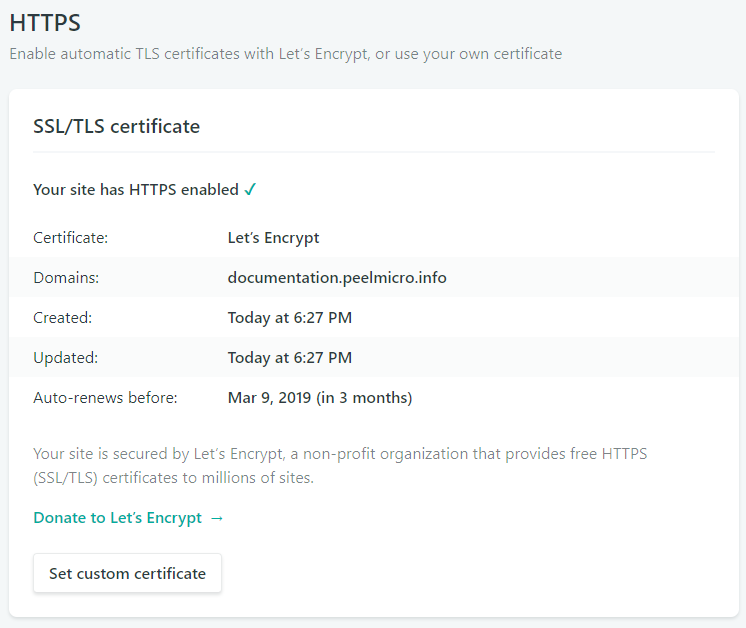 HTTPS
Enable automatic TLS certificates with Let’s Encrypt, or use your own certificate
SSL/TLS certificate
Your site has HTTPS enabled ✓
Certificate: Let’s Encrypt
Domains: documentation.peelmicro.info
Created: Today at 6:27 PM
Updated: Today at 6:27 PM
Auto-renews before: Mar 9, 2019 (in 3 months)
Your site is secured by Let’s Encrypt, a non-profit organization that provides free HTTPS
(SSL/TLS) certificates to millions of sites.
Donate to Let’s Encrypt →
Set custom certificate